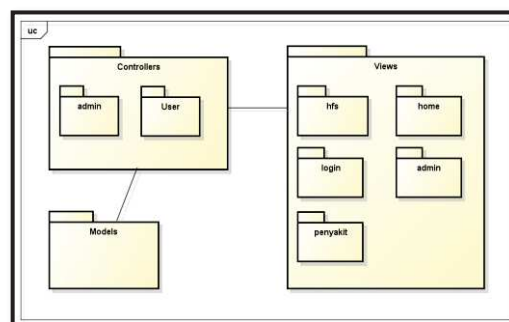 uc
Controllers
admin
User
Models
Views
hfs
home
login
admin
penyakit